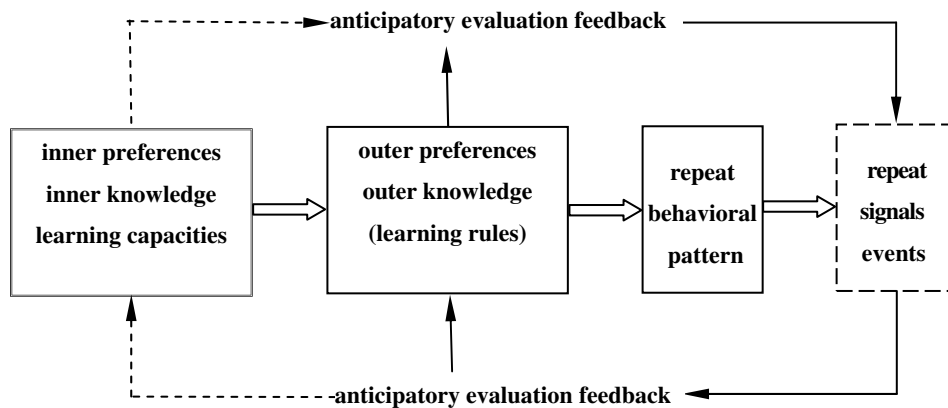 anticipatory evaluation feedback
inner preferences
inner knowledge
learning capacities
outer preferences
outer knowledge
(learning rules)
repeat
behavioral
pattern
repeat
signals
events
anticipatory evaluation feedback